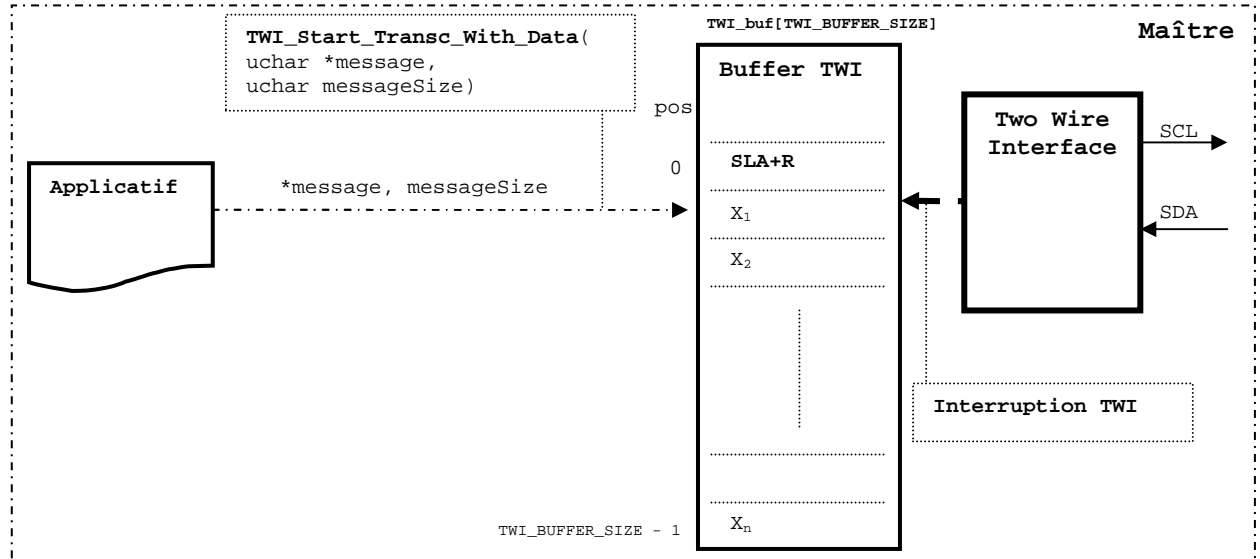 TWI_buf[TWI_BUFFER_SIZE]
Maître
TWI_Start_Transc_With_Data(
uchar *message,
uchar messageSize)
Buffer TWI
pos
Two Wire
Interface
SCL
SLA+R
0
Applicatif
*message, messageSize
X₁
SDA
X₂
Interruption TWI
TWI_BUFFER_SIZE - 1
Xₙ